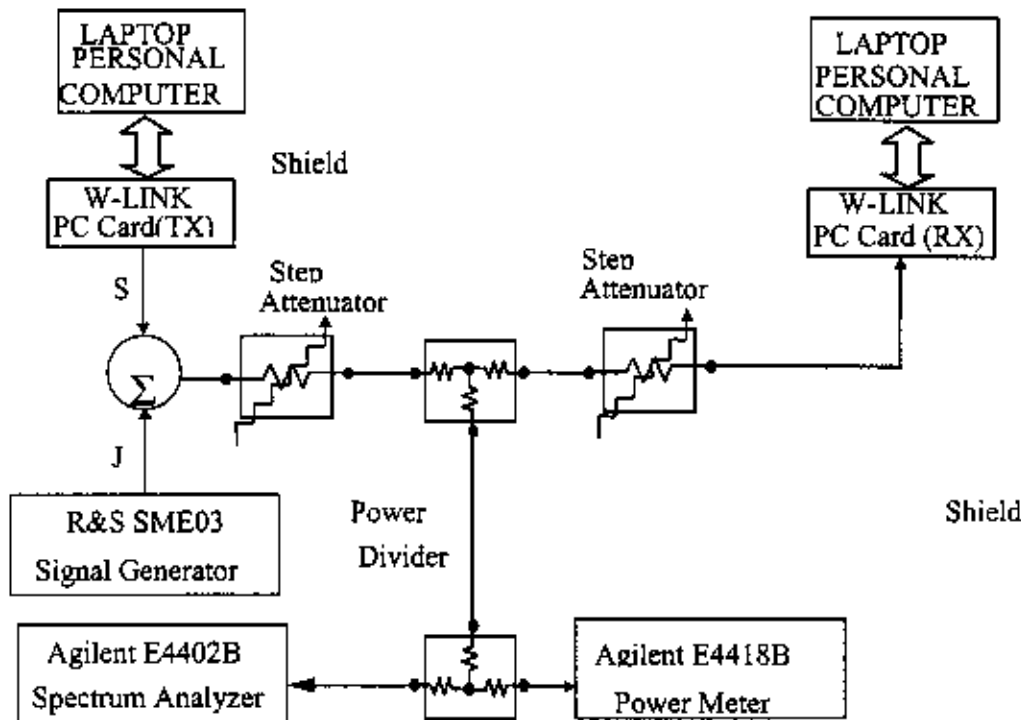 LAPTOP
PERSONAL
COMPUTER
LAPTOP
PERSONAL
COMPUTER
Shield
W-LINK
PC Card(TX)
W-LINK
PC Card (RX)
S
Step
Attenuator
Step
Attenuator
Σ
J
R&S SME03
Signal Generator
Power
Divider
Shield
Agilent E4402B
Spectrum Analyzer
Agilent E4418B
Power Meter